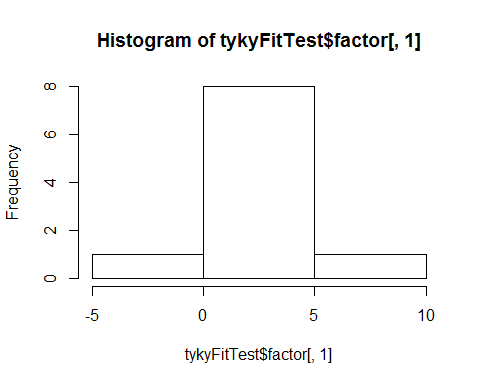 Histogram of tykyFitTest$factor[, 1]
Frequency
8
6
4
2
0
-5 0 5 10
tykyFitTest$factor[, 1]